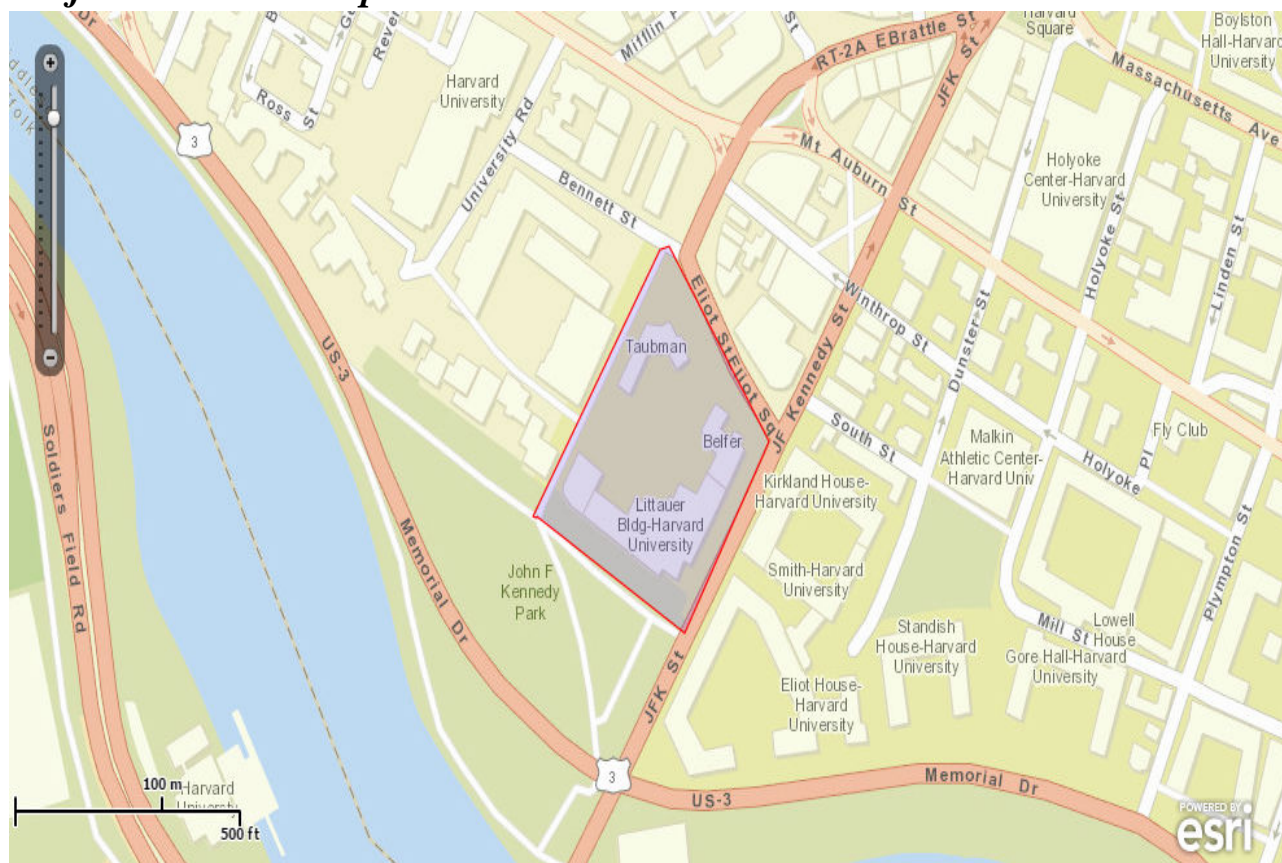 Dr
Mifflin Pl
St
RT-2A E
Brattle St
Harvard
Square
Boylston
Hall-Harvard
University
Ross St
Harvard
University
University Rd
JFK St
Massachusetts Ave
3
Mt Auburn St
Holyoke
Center-Harvard
University
Bennett St
Holyoke St
Linden St
Eliot St
Eliot Sq
Winthrop St
Dunster St
US-3
Taubman
JF Kennedy St
South St
Belfer
Malkin
Athletic Center-
Harvard Univ
Fly Club
Holyoke Pl
Soldiers Field Rd
Kirkland House-
Harvard University
Littauer
Bldg-Harvard
University
Plympton St
Memorial Dr
John F
Kennedy
Park
Smith-Harvard
University
Standish
House-Harvard
University
Mill St
Lowell
House
Gore Hall-Harvard
University
JFK St
Eliot House-
Harvard
University
3
US-3
Memorial Dr
100 m
500 ft
Harvard
University
POWERED BY
esri